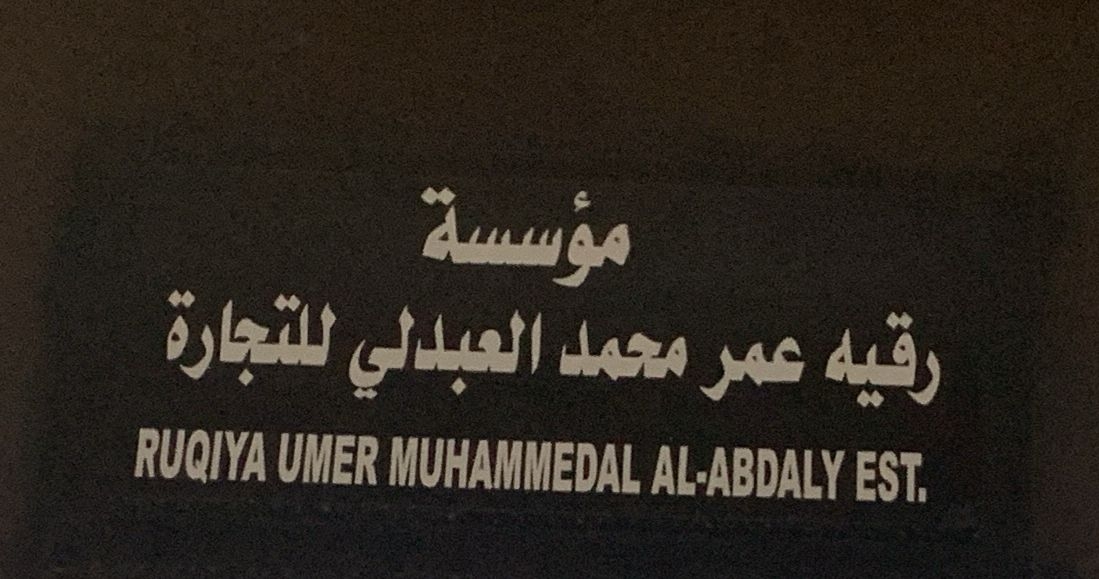 مؤسسة
رقيه عمر محمد العبدلي للتجارة
RUQIYA UMER MUHAMMEDAL AL-ABDALY EST.